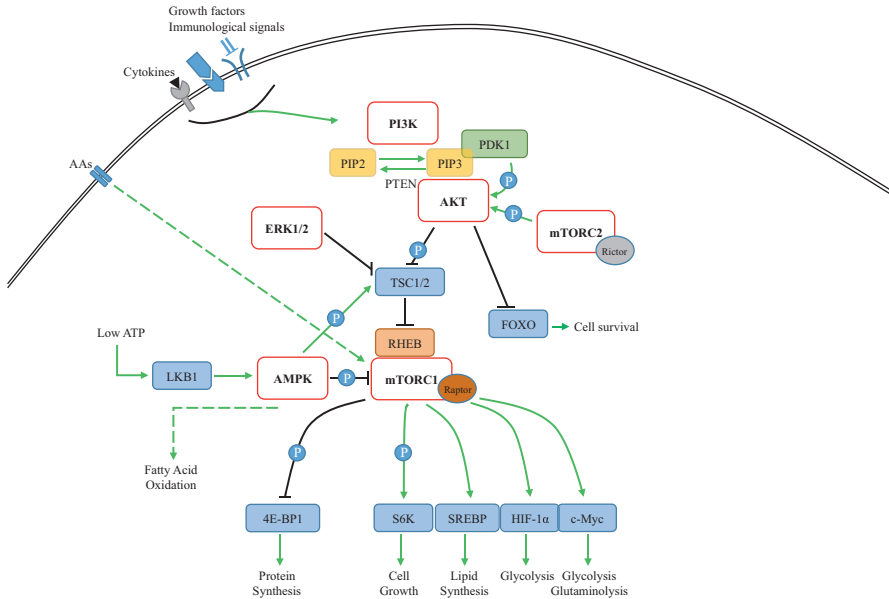 Growth factors
Immunological signals
Cytokines
AAs
PI3K
PDK1
PIP2
PIP3
PTEN
P
AKT
P
mTORC2
Rictor
ERK1/2
P
TSC1/2
FOXO
Cell survival
Low ATP
P
RHEB
LKB1
AMPK
P
mTORC1
Raptor
Fatty Acid
Oxidation
P
P
4E-BP1
S6K
SREBP
HIF-1α
c-Myc
Protein
Synthesis
Cell
Growth
Lipid
Synthesis
Glycolysis
Glycolysis
Glutaminolysis